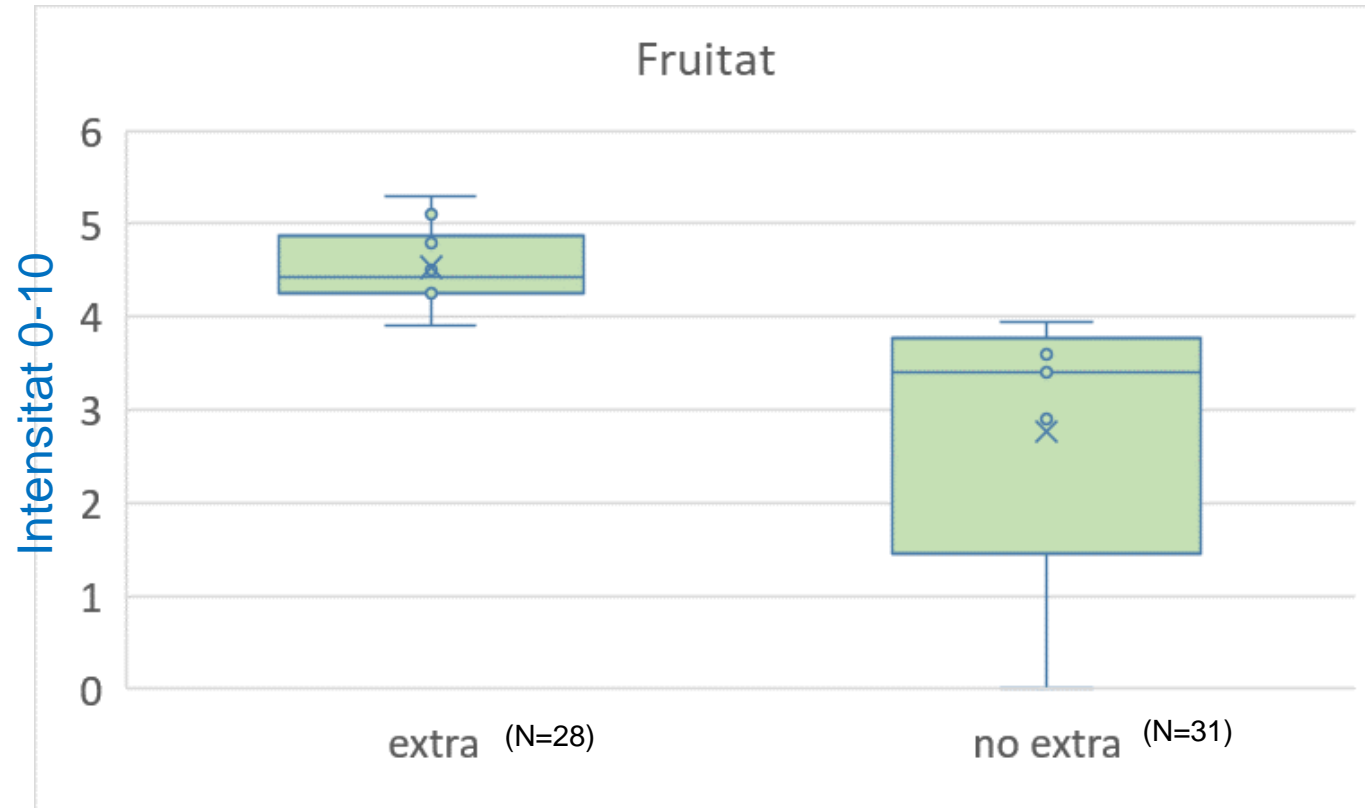 Fruitat
Intensitat 0-10
6
5
4
3
2
1
0
extra (N=28)
no extra (N=31)